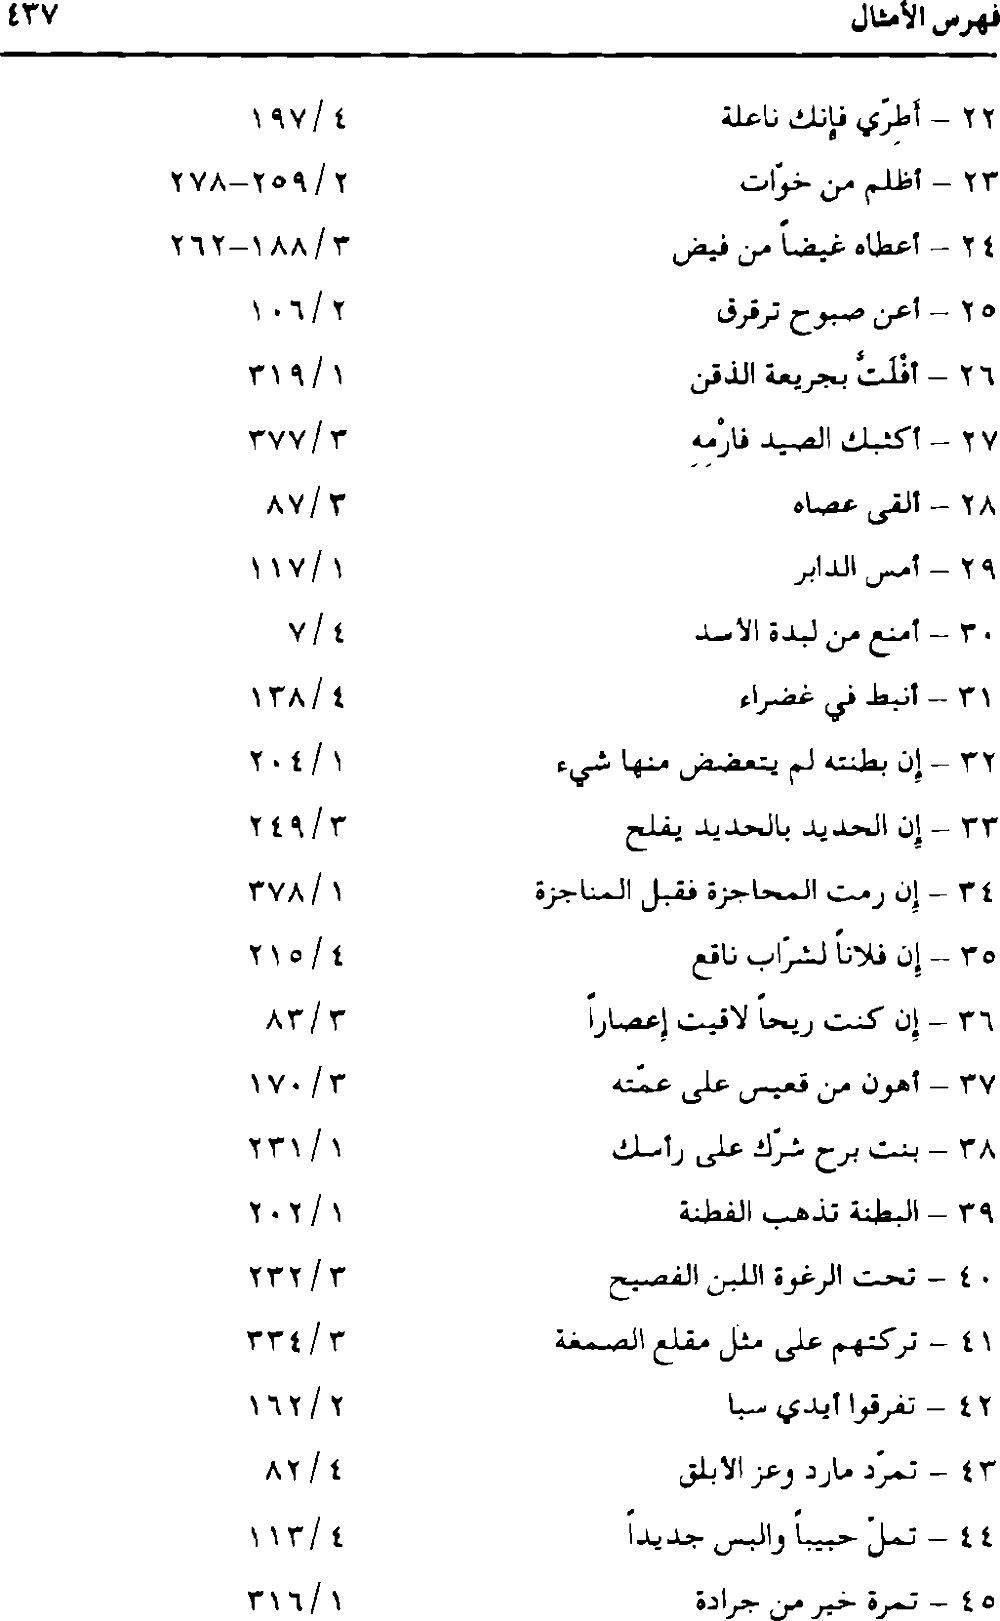 فهرس الأمثال ٤٣٧
٢٢ – أَطِرّي فإنك ناعلة ٤ / ١٩٧
٢٣ – أظلم من خوّات ٢ / ٢٥٩–٢٧٨
٢٤ – أعطاه غيضاً من فيض ٣ / ١٨٨–٢٦٢
٢٥ – أعن صبوح ترقرق ٢ / ١٠٦
٢٦ – أفْلَتُ بجريعة الذقن ١ / ٣١٩
٢٧ – أكثبك الصيد فارْمِهِ ٣ / ٣٧٧
٢٨ – ألقى عصاه ٣ / ٨٧
٢٩ – أمس الدابر ١ / ١١٧
٣٠ – أمنع من لبدة الأسد ٤ / ٧
٣١ – أنبط في غضراء ٤ / ١٣٨
٣٢ – إن بطنته لم يتعضض منها شيء ١ / ٢٠٤
٣٣ – إن الحديد بالحديد يفلح ٣ / ٢٤٩
٣٤ – إن رمت المحاجزة فقبل المناجزة ١ / ٣٧٨
٣٥ – إن فلاناً لشرّاب ناقع ٤ / ٢١٥
٣٦ – إن كنت ريحاً لاقيت إعصاراً ٣ / ٨٣
٣٧ – أهون من قعيس على عمّته ٣ / ١٧٠
٣٨ – بنت برح شرّك على رأسك ١ / ٢٣١
٣٩ – البطنة تذهب الفطنة ١ / ٢٠٢
٤٠ – تحت الرغوة اللبن الفصيح ٣ / ٢٣٢
٤١ – تركتهم على مثل مقلع الصمغة ٣ / ٣٣٤
٤٢ – تفرقوا أيدي سبا ٢ / ١٦٢
٤٣ – تمرّد مارد وعز الأبلق ٤ / ٨٢
٤٤ – تملّ حبيباً والبس جديداً ٤ / ١١٣
٤٥ – تمرة خير من جرادة ١ / ٣١٦